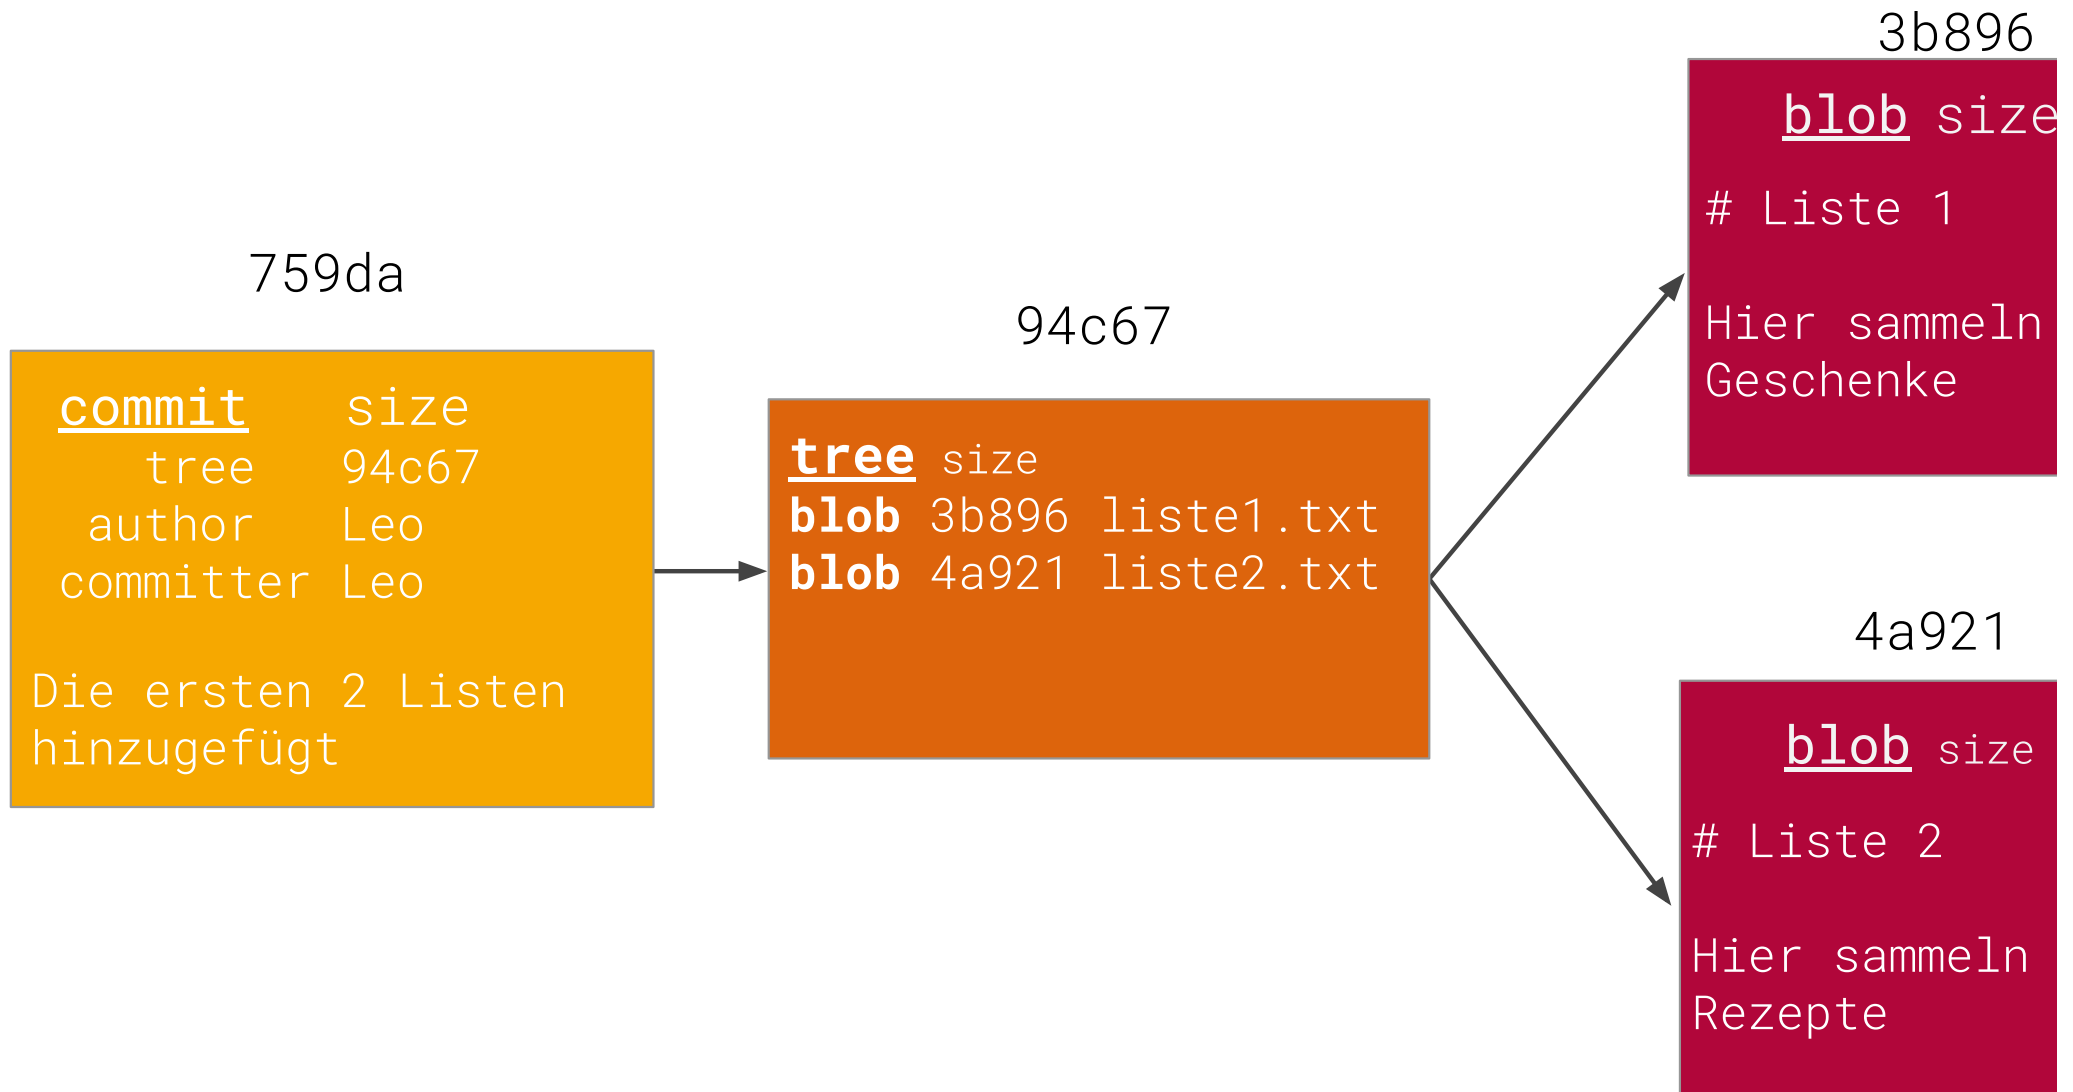 759da
commit size
tree 94c67
author Leo
committer Leo
Die ersten 2 Listen
hinzugefügt
94c67
tree size
blob 3b896 liste1.txt
blob 4a921 liste2.txt
3b896
blob size
# Liste 1
Hier sammeln
Geschenke
4a921
blob size
# Liste 2
Hier sammeln
Rezepte